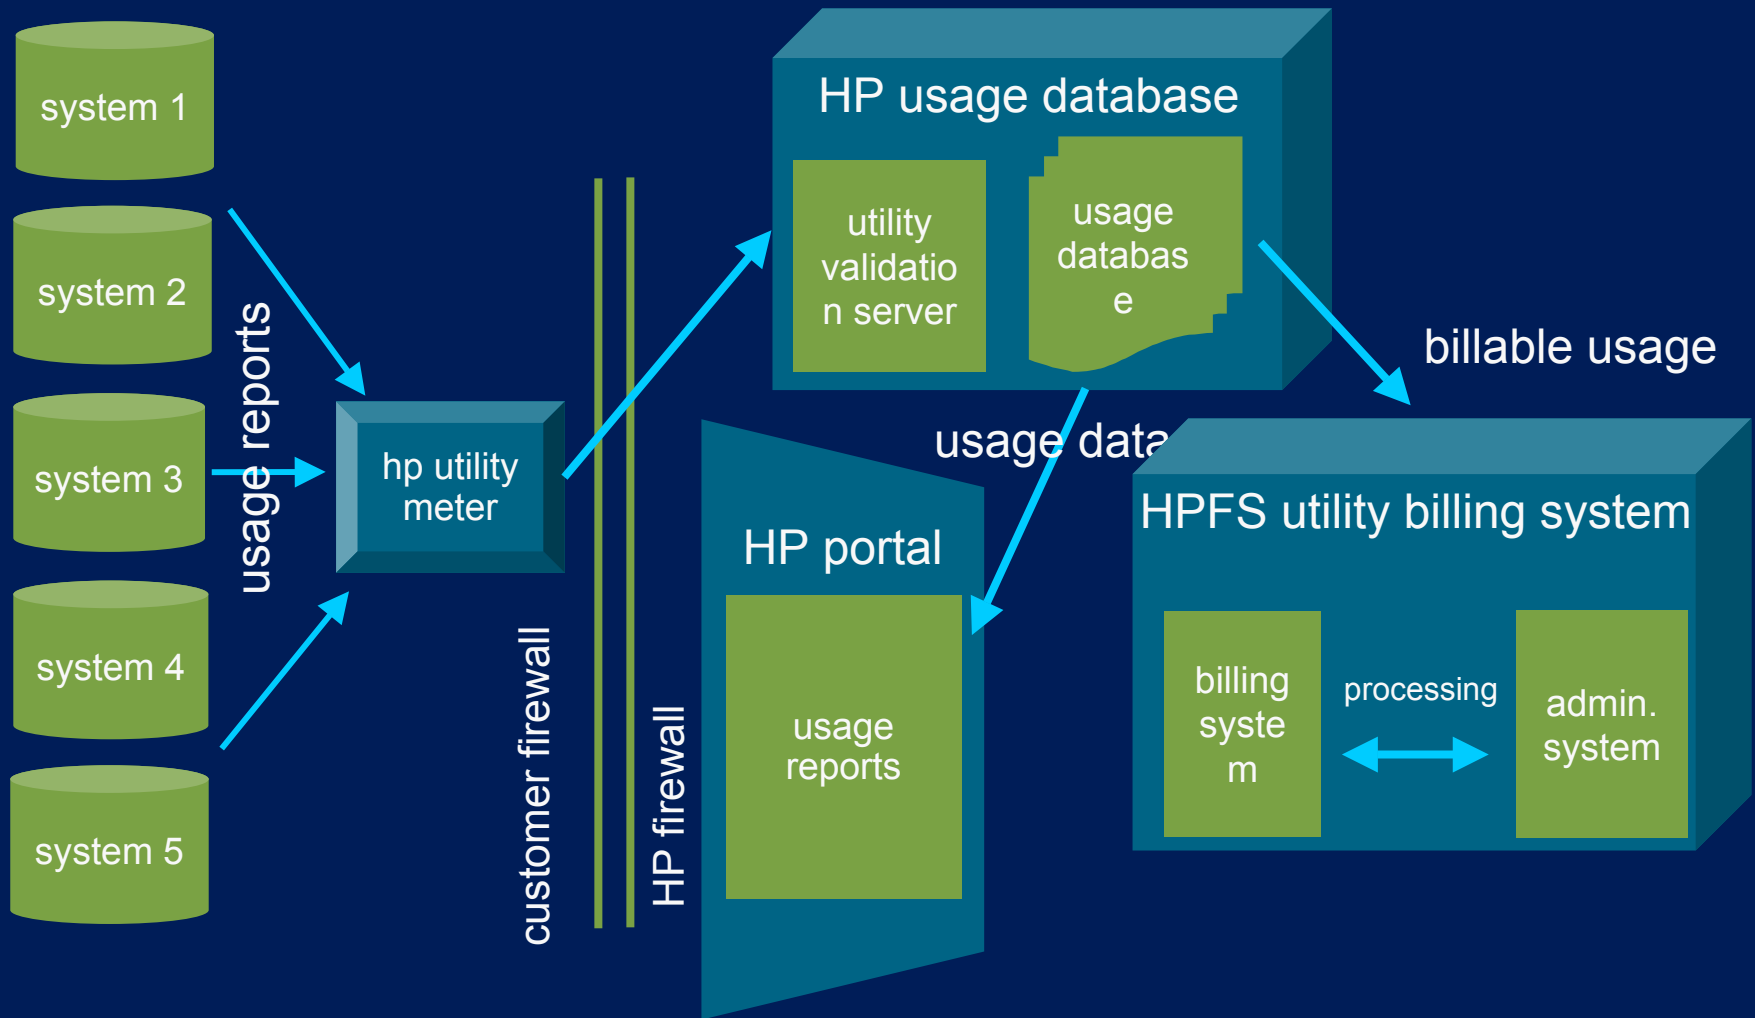 system 1
system 2
system 3
system 4
system 5
usage reports
hp utility
meter
customer firewall
HP firewall
HP usage database
utility
validatio
n server
usage
databas
e
billable usage
usage data
HP portal
usage
reports
HPFS utility billing system
billing
syste
m
processing
admin.
system